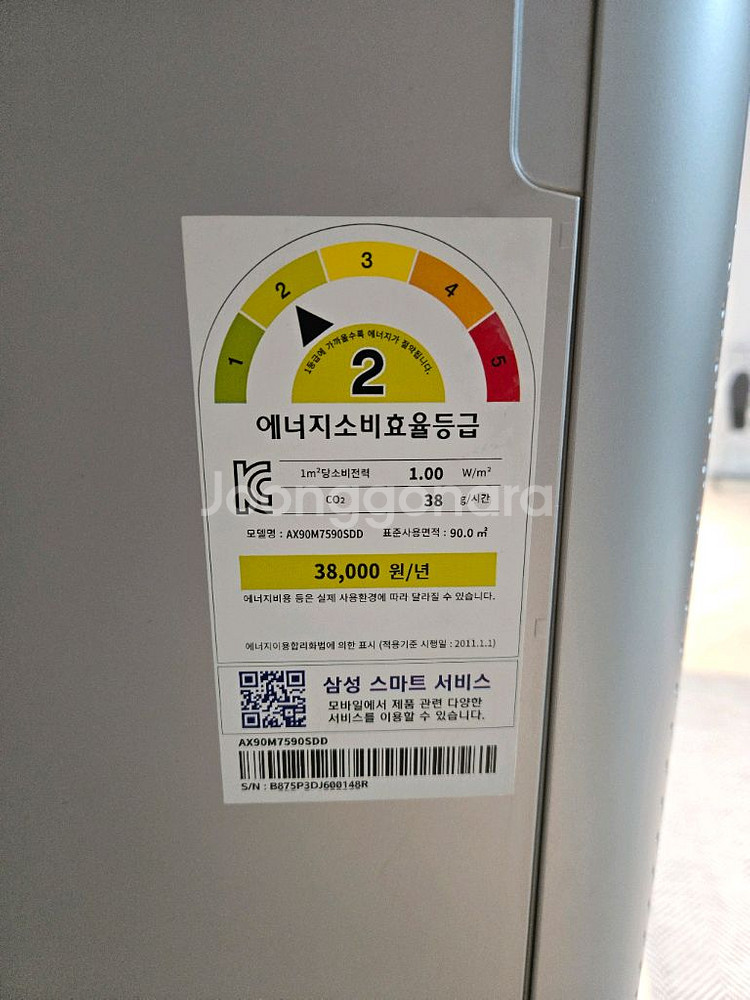 1 2 3 4 5
1등급에 가까울수록 에너지가 절약됩니다.
2
에너지소비효율등급
1m²당소비전력 1.00 W/m²
CO₂ 38 g/시간
Joonggonara
모델명 : AX90M7590SDD 표준사용면적 : 90.0 ㎡
38,000 원/년
에너지비용 등은 실제 사용환경에 따라 달라질 수 있습니다.
에너지이용합리화법에 의한 표시 (적용기준 시행일 : 2011.1.1)
삼성 스마트 서비스
모바일에서 제품 관련 다양한
서비스를 이용할 수 있습니다.
AX90M7590SDD
S/N : B875P3DJ600148R